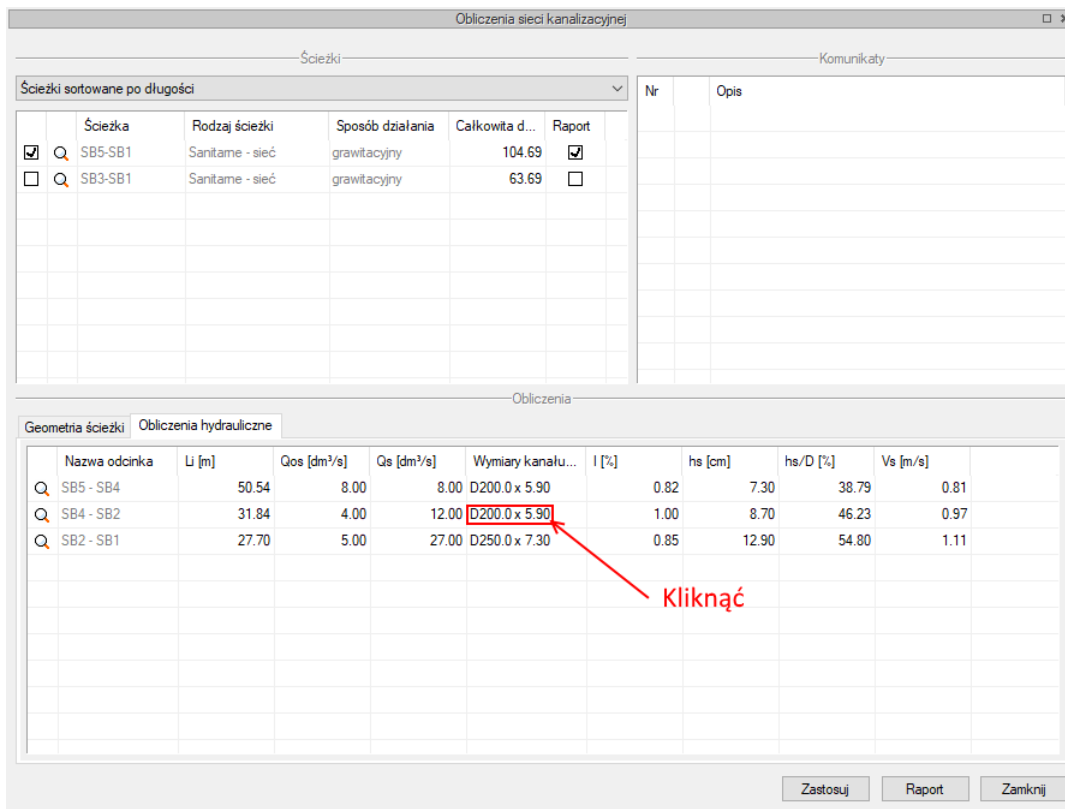 Obliczenia sieci kanalizacyjnej
Ścieżki
Ścieżki sortowane po długości
Ścieżka Rodzaj ścieżki Sposób działania Całkowita d... Raport
SB5-SB1 Sanitarne - sieć grawitacyjny 104.69
SB3-SB1 Sanitarne - sieć grawitacyjny 63.69
Komunikaty
Nr Opis
Obliczenia
Geometria ścieżki Obliczenia hydrauliczne
Nazwa odcinka Li [m] Qos [dm³/s] Qs [dm³/s] Wymiary kanału... I [%] hs [cm] hs/D [%] Vs [m/s]
SB5 - SB4 50.54 8.00 8.00 D200.0 x 5.90 0.82 7.30 38.79 0.81
SB4 - SB2 31.84 4.00 12.00 D200.0 x 5.90 1.00 8.70 46.23 0.97
SB2 - SB1 27.70 5.00 27.00 D250.0 x 7.30 0.85 12.90 54.80 1.11
Kliknąć
Zastosuj Raport Zamknij